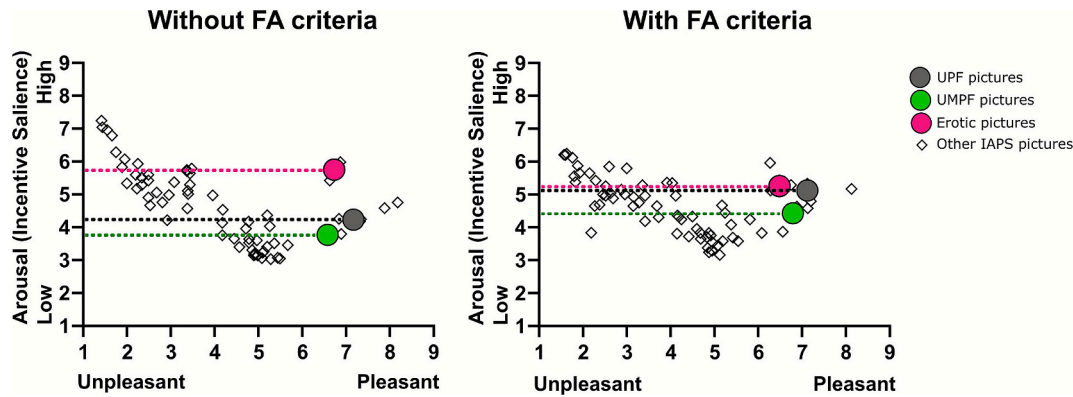 Without FA criteria
Arousal (Incentive Salience)
Low High
9
8
7
6
5
4
3
2
1
1 2 3 4 5 6 7 8 9
Unpleasant Pleasant
With FA criteria
Arousal (Incentive Salience)
Low High
9
8
7
6
5
4
3
2
1
1 2 3 4 5 6 7 8 9
Unpleasant Pleasant
UPF pictures
UMPF pictures
Erotic pictures
Other IAPS pictures